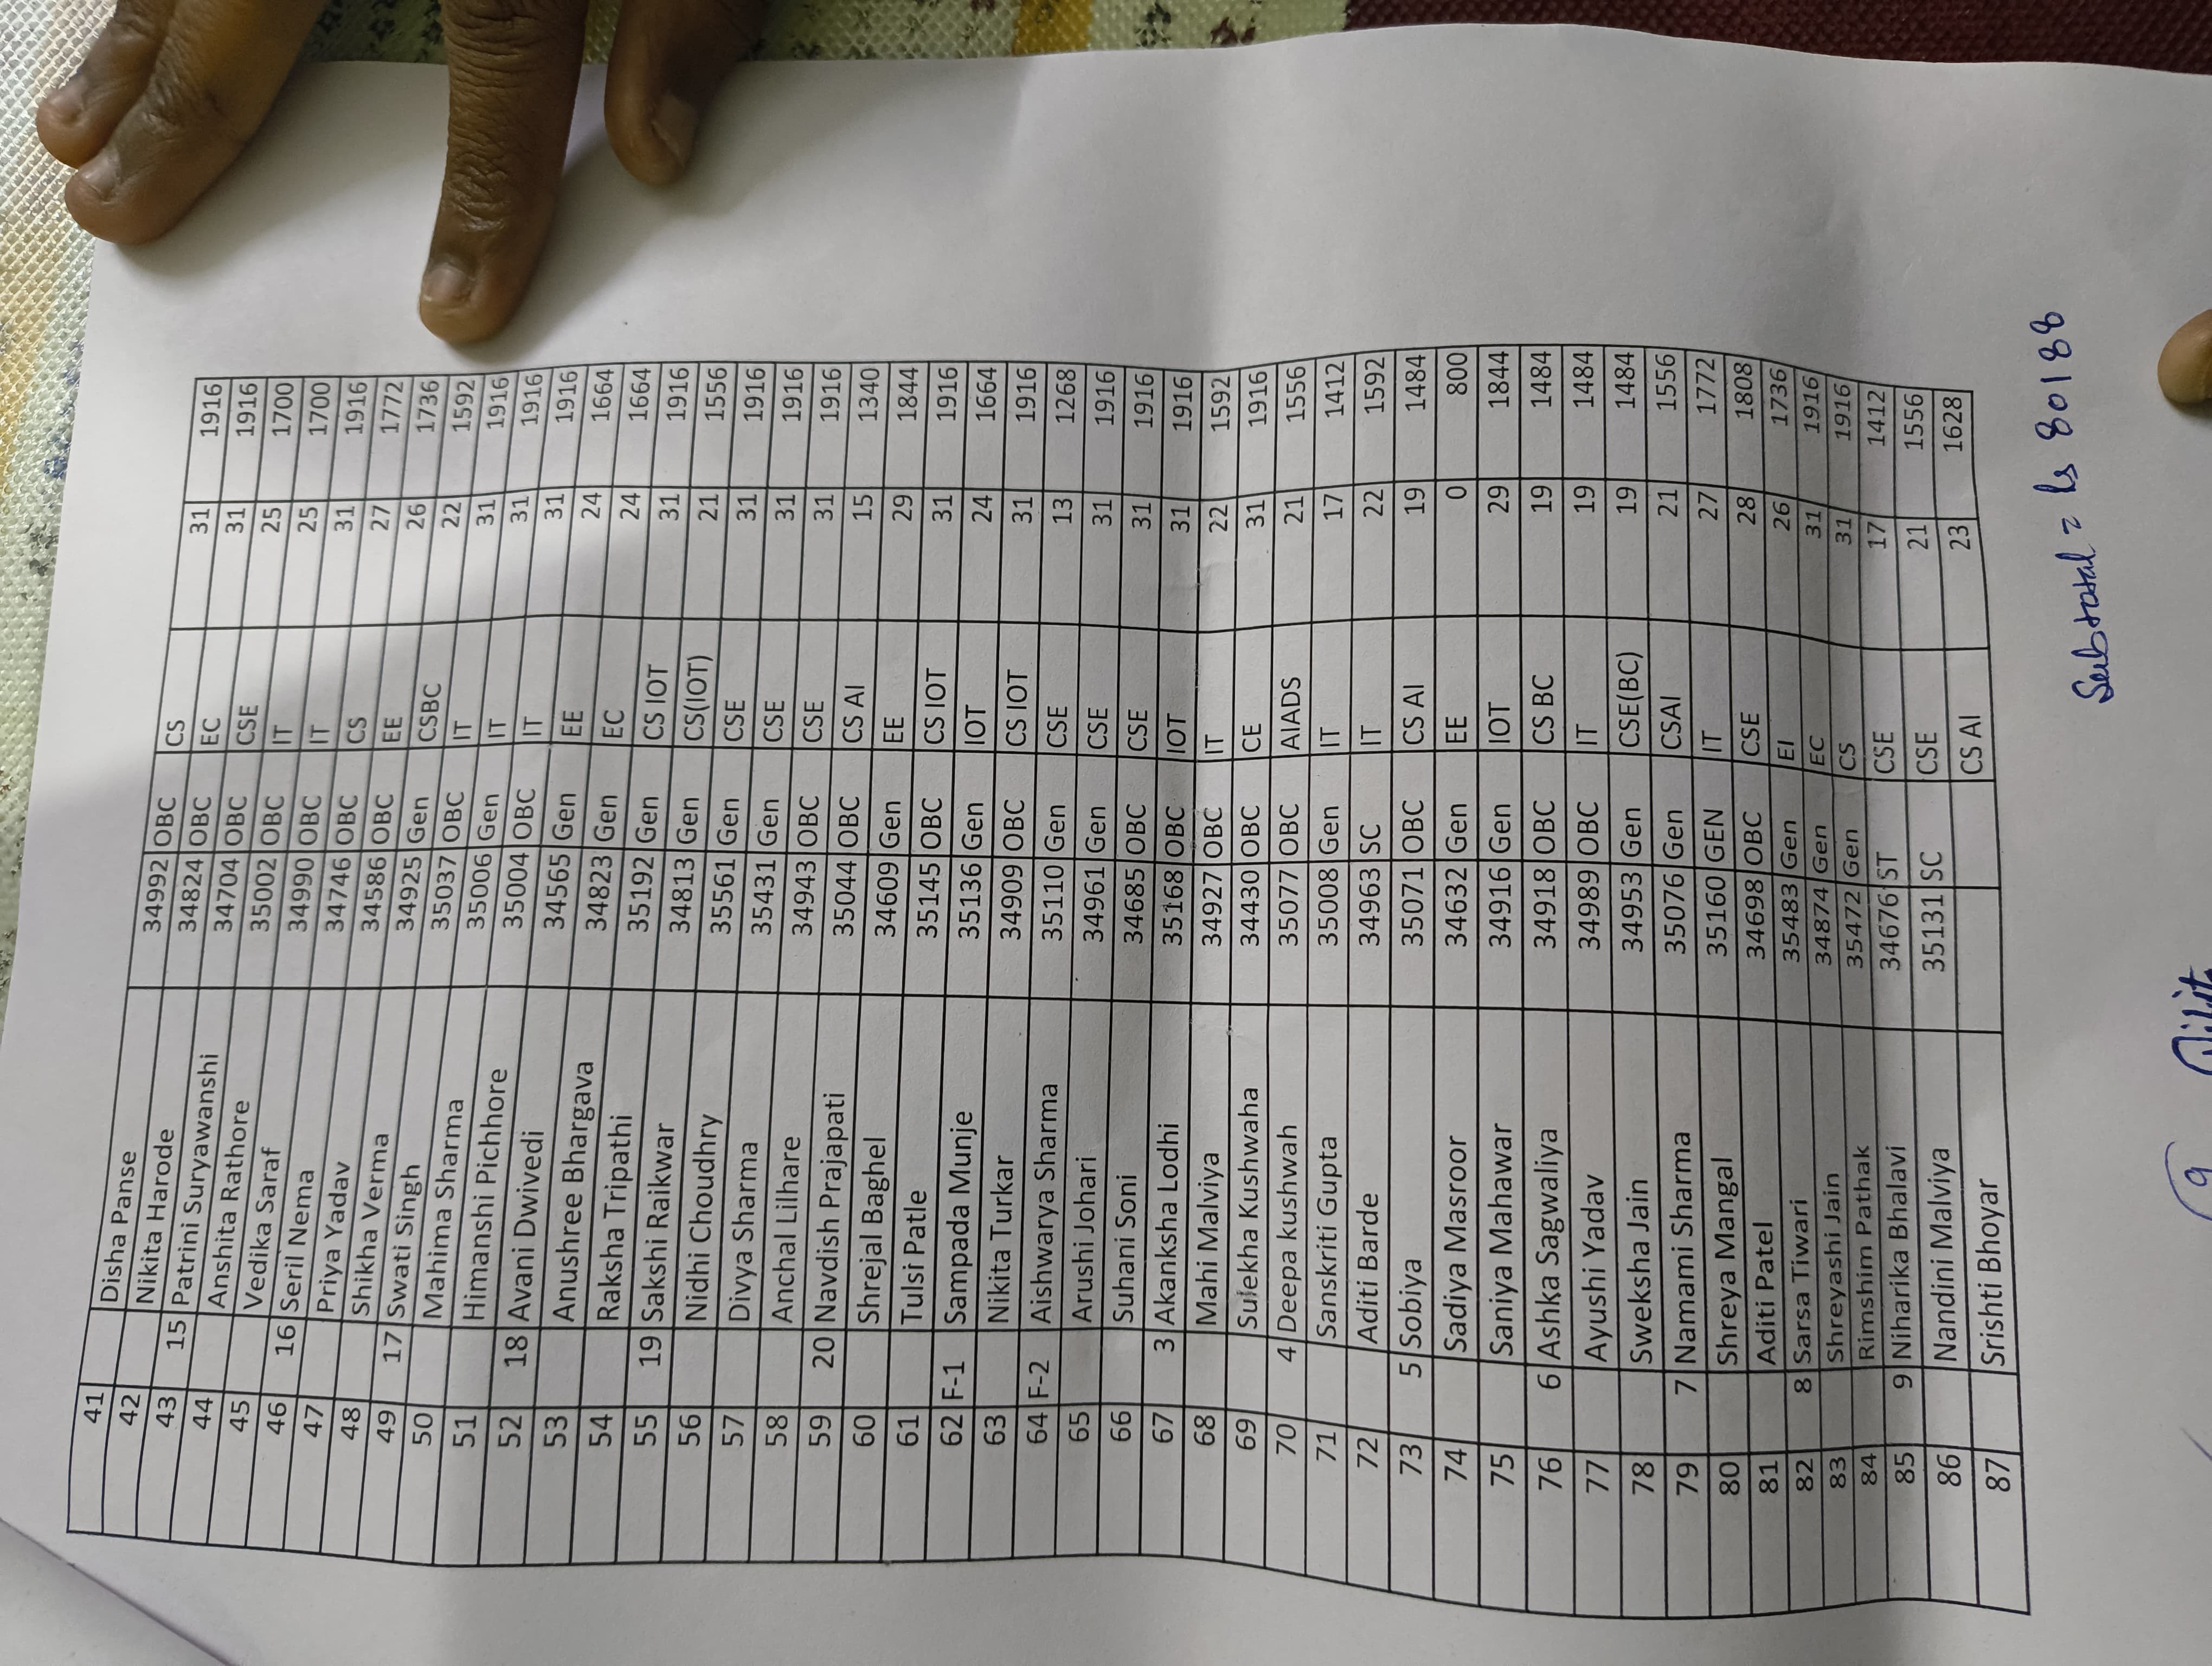 41 Disha Panse 34992 OBC CS 31 1916
42 Nikita Harode 34824 OBC EC 31 1916
43 15 Patrini Suryawanshi 34704 OBC CSE 25 1700
44 Anshita Rathore 35002 OBC IT 25 1700
45 Vedika Saraf 34990 OBC IT 31 1916
46 16 Seril Nema 34746 OBC CS 27 1772
47 Priya Yadav 34586 OBC EE 26 1736
48 Shikha Verma 34925 Gen CSBC 22 1592
49 17 Swati Singh 35037 OBC IT 31 1916
50 Mahima Sharma 35006 Gen IT 31 1916
51 Himanshi Pichhore 35004 OBC IT 31 1916
52 18 Avani Dwivedi 34565 Gen EE 24 1664
53 Anushree Bhargava 34823 Gen EC 24 1664
54 Raksha Tripathi 35192 Gen CS IOT 31 1916
55 19 Sakshi Raikwar 34813 Gen CS(IOT) 21 1556
56 Nidhi Choudhry 35561 Gen CSE 31 1916
57 Divya Sharma 35431 Gen CSE 31 1916
58 Anchal Lilhare 34943 OBC CSE 31 1916
59 20 Navdish Prajapati 35044 OBC CS AI 15 1340
60 Shrejal Baghel 34609 Gen EE 29 1844
61 Tulsi Patle 35145 OBC CS IOT 31 1916
62 F-1 Sampada Munje 35136 Gen IOT 24 1664
63 Nikita Turkar 34909 OBC CS IOT 31 1916
64 F-2 Aishwarya Sharma 35110 Gen CSE 13 1268
65 Arushi Johari 34961 Gen CSE 31 1916
66 Suhani Soni 34685 OBC CSE 31 1916
67 3 Akanksha Lodhi 35168 OBC IOT 31 1916
68 Mahi Malviya 34927 OBC IT 22 1592
69 Sulekha Kushwaha 34430 OBC CE 31 1916
70 4 Deepa kushwah 35077 OBC AIADS 21 1556
71 Sanskriti Gupta 35008 Gen IT 17 1412
72 Aditi Barde 34963 SC IT 22 1592
73 5 Sobiya 35071 OBC CS AI 19 1484
74 Sadiya Masroor 34632 Gen EE 0 800
75 Saniya Mahawar 34916 Gen IOT 29 1844
76 6 Ashka Sagwaliya 34918 OBC CS BC 19 1484
77 Ayushi Yadav 34989 OBC IT 19 1484
78 Sweksha Jain 34953 Gen CSE(BC) 19 1484
79 7 Namami Sharma 35076 Gen CSAI 21 1556
80 Shreya Mangal 35160 GEN IT 27 1772
81 Aditi Patel 34698 OBC CSE 28 1808
82 8 Sarsa Tiwari 35483 Gen EI 26 1736
83 Shreyashi Jain 34874 Gen EC 31 1916
84 Rimshim Pathak 35472 Gen CS 31 1916
85 9 Niharika Bhalavi 34676 ST CSE 17 1412
86 Nandini Malviya 35131 SC CSE 21 1556
87 Srishti Bhoyar CS AI 23 1628
Subtotal = Rs 80188
9